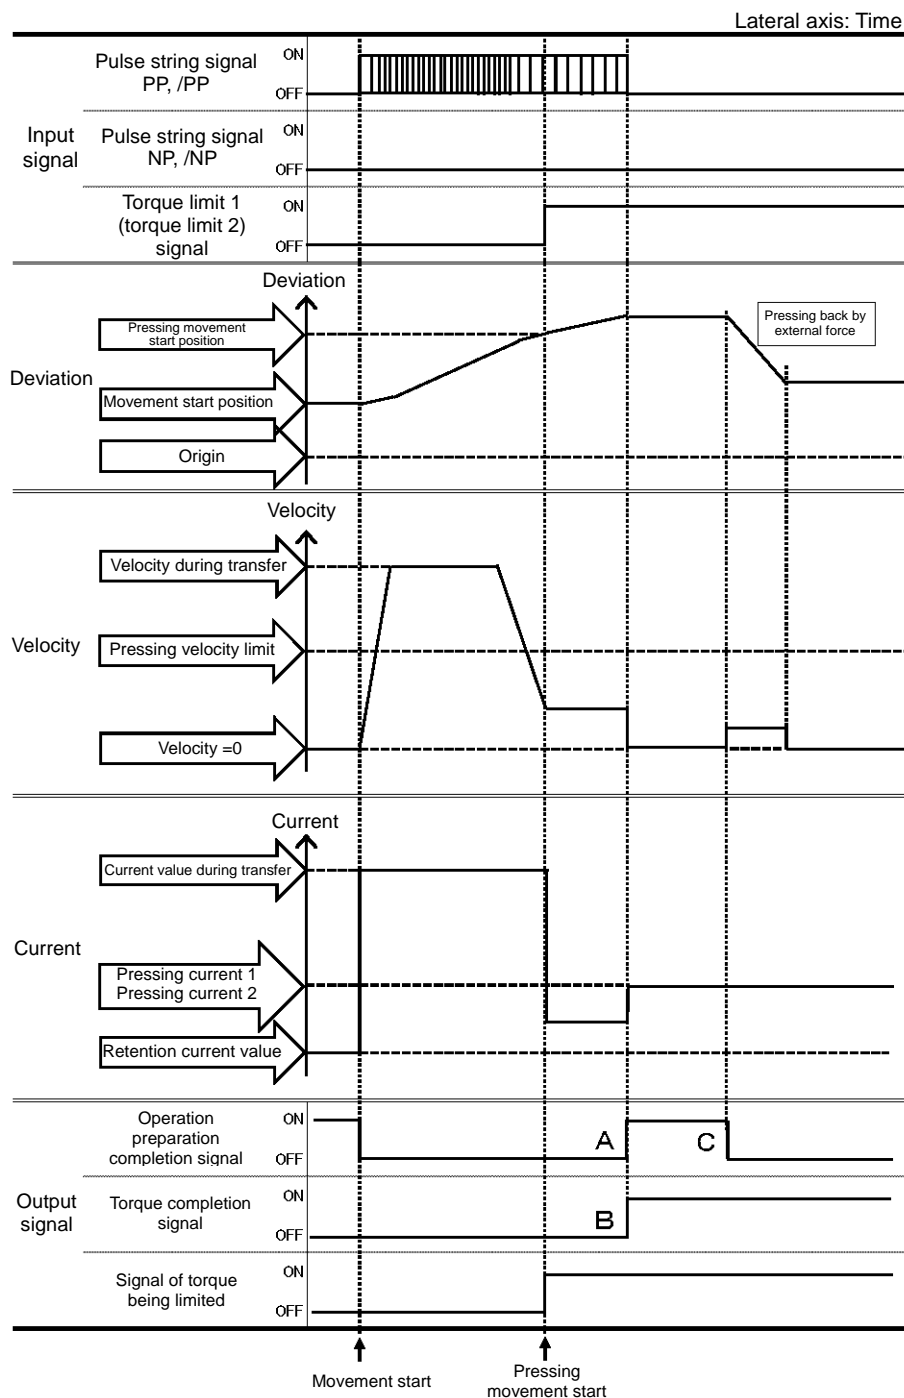 Lateral axis: Time
Input
signal
Pulse string signal
PP, /PP
ON
OFF
Pulse string signal
NP, /NP
ON
OFF
Torque limit 1
(torque limit 2)
signal
ON
OFF
Deviation
Deviation
Pressing movement
start position
Movement start position
Origin
Pressing back by
external force
Velocity
Velocity
Velocity during transfer
Pressing velocity limit
Velocity =0
Current
Current
Current value during transfer
Pressing current 1
Pressing current 2
Retention current value
Output
signal
Operation
preparation
completion signal
ON
OFF
A
C
Torque completion
signal
ON
OFF
B
Signal of torque
being limited
ON
OFF
Movement start
Pressing
movement start